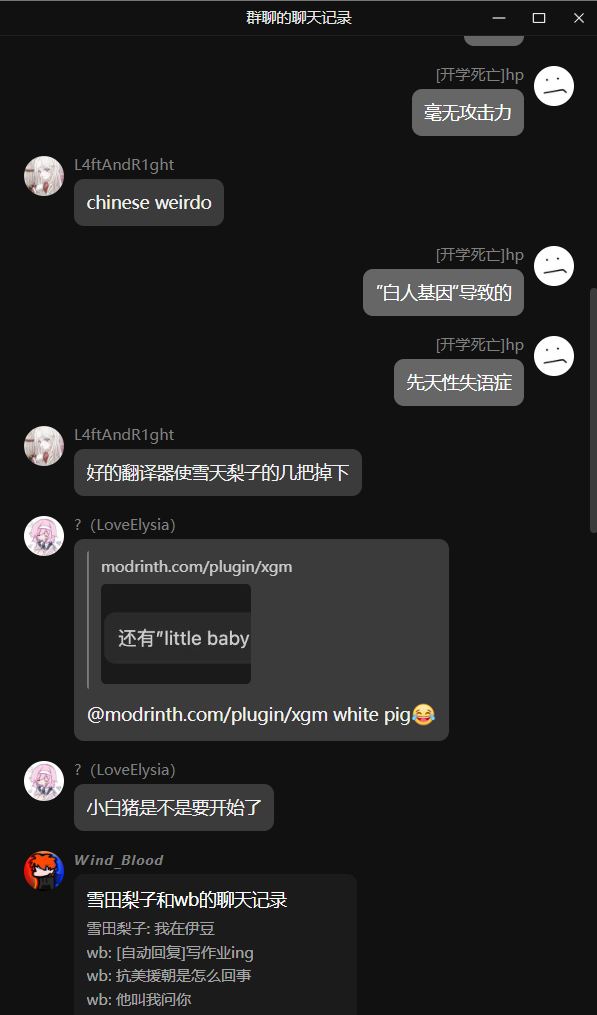 群聊的聊天记录
[开学死亡]hp
毫无攻击力
L4ftAndR1ght
chinese weirdo
[开学死亡]hp
"白人基因"导致的
[开学死亡]hp
先天性失语症
L4ftAndR1ght
好的翻译器使雪天梨子的几把掉下
?（LoveElysia）
modrinth.com/plugin/xgm
还有"little baby
@modrinth.com/plugin/xgm white pig😂
?（LoveElysia）
小白猪是不是要开始了
Wind_Blood
雪田梨子和wb的聊天记录
雪田梨子: 我在伊豆
wb: [自动回复]写作业ing
wb: 抗美援朝是怎么回事
wb: 他叫我问你